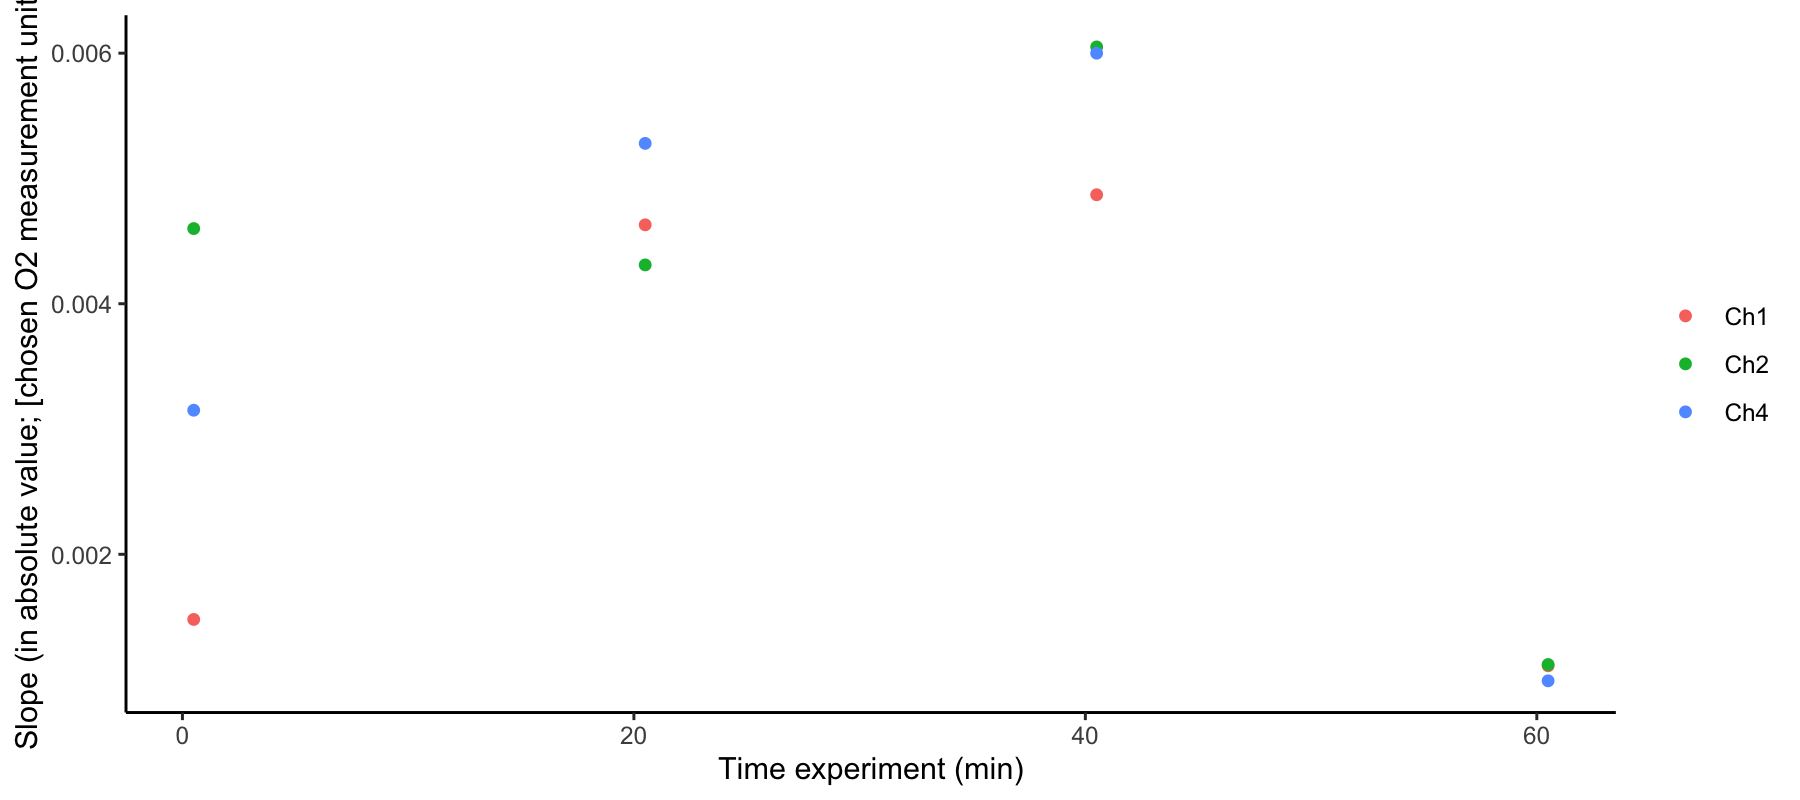 Slope (in absolute value; [chosen O2 measurement unit
0.006
0.004
0.002
0
20
40
60
Time experiment (min)
Ch1
Ch2
Ch4